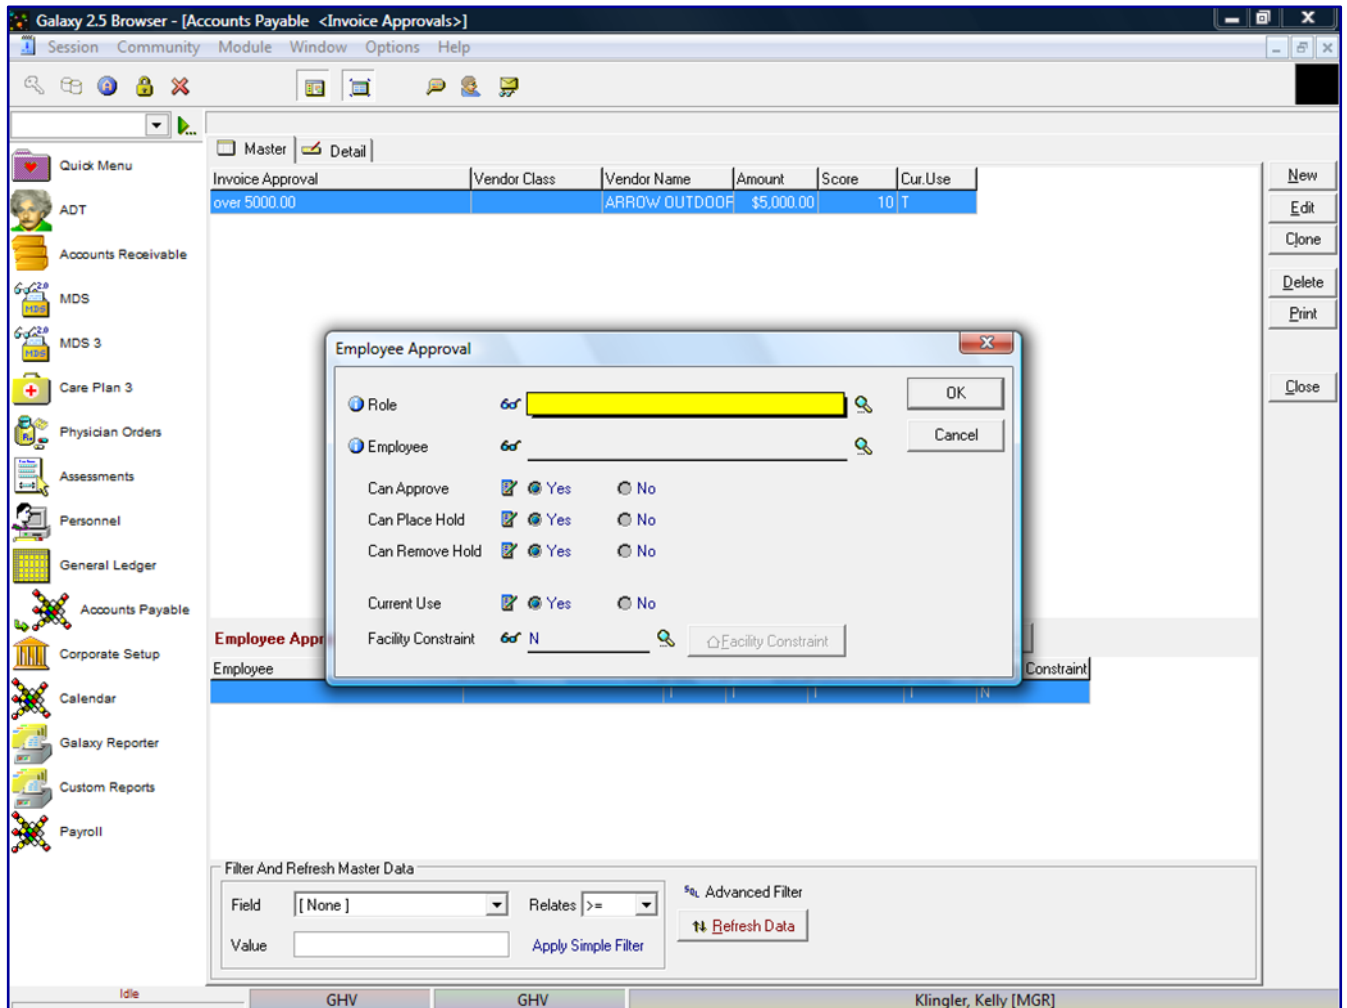 Galaxy 2.5 Browser - [Accounts Payable <Invoice Approvals>]
Session Community Module Window Options Help
Master Detail
Quick Menu
ADT
Accounts Receivable
MDS
MDS 3
Care Plan 3
Physician Orders
Assessments
Personnel
General Ledger
Accounts Payable
Corporate Setup
Calendar
Galaxy Reporter
Custom Reports
Payroll
Invoice Approval Vendor Class Vendor Name Amount Score Cur.Use
over 5000.00 ARROW OUTDOOR $5,000.00 10 T
New
Edit
Clone
Delete
Print
Close
Employee Approval
Role
Employee
Can Approve Yes No
Can Place Hold Yes No
Can Remove Hold Yes No
Current Use Yes No
Facility Constraint N Facility Constraint
OK
Cancel
Employee Appr
Employee Constraint
N
Filter And Refresh Master Data
Field [ None ] Relates >=
Value Apply Simple Filter
SQL Advanced Filter
Refresh Data
Idle GHV GHV Klingler, Kelly [MGR]